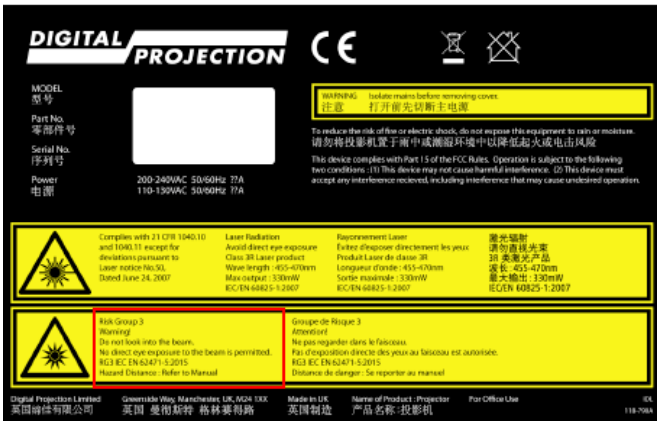 DIGITAL PROJECTION
CE
MODEL
型号
Part No.
零部件号
Serial No.
序列号
Power 200-240VAC 50/60Hz ??A
电源 110-130VAC 50/60Hz ??A
WARNING Isolate mains before removing cover.
注意 打开前先切断主电源
To reduce the risk of fire or electric shock, do not expose this equipment to rain or moisture.
请勿将投影机置于雨中或潮湿环境中以降低起火或电击风险
This device complies with Part 15 of the FCC Rules. Operation is subject to the following
two conditions : (1) This device may not cause harmful interference. (2) This device must
accept any interference recieved, including interference that may cause undesired operation.
Complies with 21 CFR 1040.10
and 1040.11 except for
deviations pursuant to
Laser notice No.50,
Dated June 24, 2007
Laser Radiation
Avoid direct eye exposure
Class 3R Laser product
Wave length : 455-470nm
Max output : 330mW
IEC/EN 60825-1:2007
Rayonnement Laser
Évitez d'exposer directement les yeux
Produit Laser de classe 3R
Longueur d'onde : 455-470nm
Sortie maximale : 330mW
IEC/EN 60825-1:2007
激光辐射
请勿直视光束
3R 类激光产品
波长 :455-470nm
最大输出 :330mW
IEC/EN 60825-1:2007
Risk Group 3
Warning!
Do not look into the beam.
No direct eye exposure to the beam is permitted.
RG3 IEC EN 62471-5:2015
Hazard Distance : Refer to Manual
Groupe de Risque 3
Attention!
Ne pas regarder dans le faisceau.
Pas d'exposition directe des yeux au faisceau est autorisée.
RG3 IEC EN 62471-5:2015
Distance de danger : Se reporter au manuel
Digital Projection Limited Greenside Way, Manchester, UK, M24 1XX Made in UK Name of Product : Projector For Office Use IDL
英国 曼彻斯特 格林赛得路 英国制造 产品名称 :投影机 118-798A